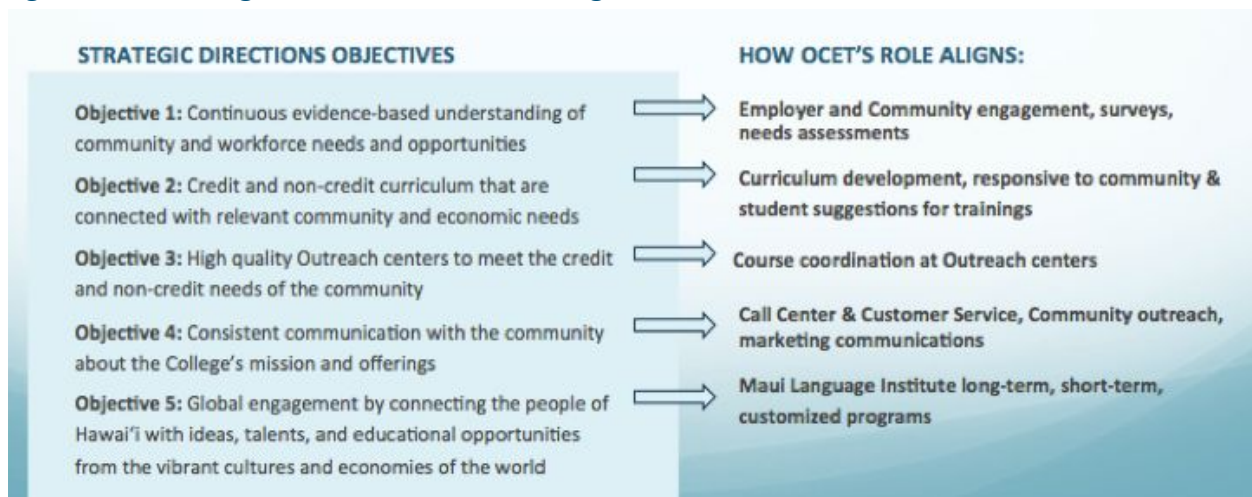 STRATEGIC DIRECTIONS OBJECTIVES
Objective 1: Continuous evidence-based understanding of
community and workforce needs and opportunities
Objective 2: Credit and non-credit curriculum that are
connected with relevant community and economic needs
Objective 3: High quality Outreach centers to meet the credit
and non-credit needs of the community
Objective 4: Consistent communication with the community
about the College's mission and offerings
Objective 5: Global engagement by connecting the people of
Hawai‘i with ideas, talents, and educational opportunities
from the vibrant cultures and economies of the world
HOW OCET'S ROLE ALIGNS:
Employer and Community engagement, surveys,
needs assessments
Curriculum development, responsive to community &
student suggestions for trainings
Course coordination at Outreach centers
Call Center & Customer Service, Community outreach,
marketing communications
Maui Language Institute long-term, short-term,
customized programs